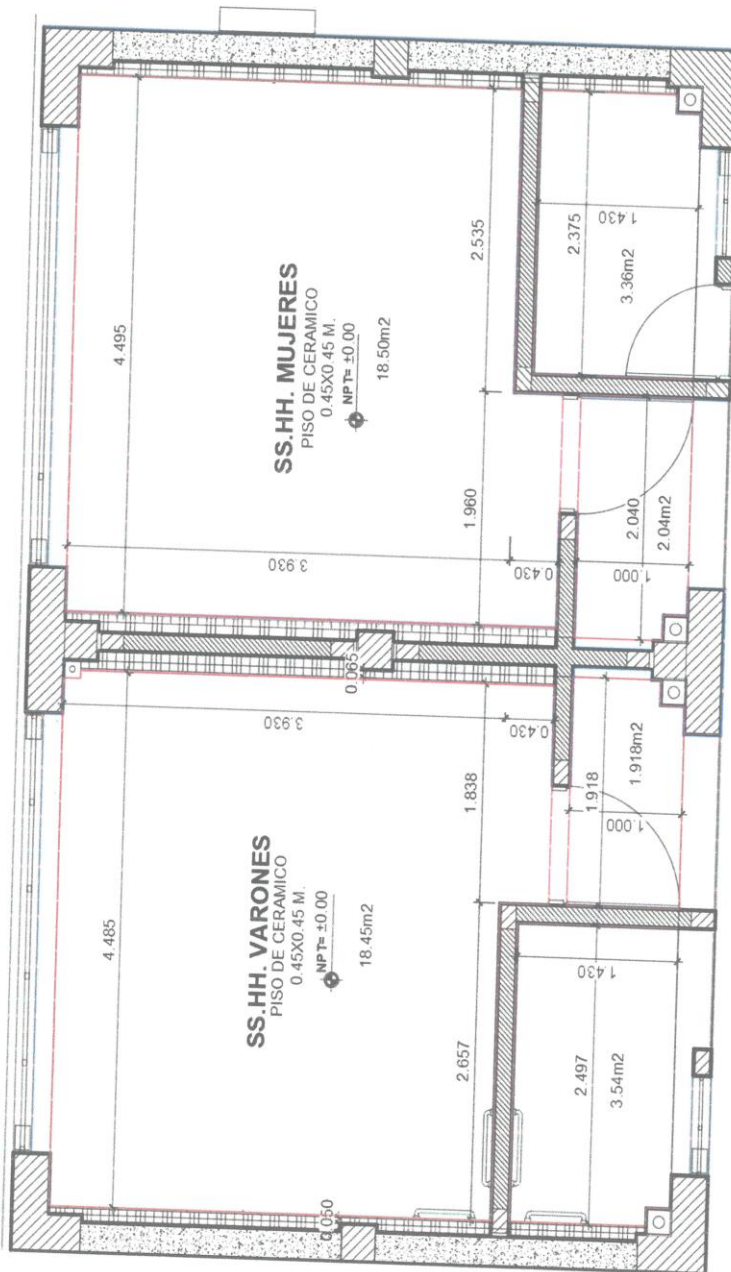 4.495
SS.HH. MUJERES
PISO DE CERAMICO
0.45X0.45 M.
NPT= ±0.00
18.50m2
2.535
1.960
3.930
0.430
1.430
2.375
3.36m2
2.040
2.04m2
1.000
0.065
4.485
SS.HH. VARONES
PISO DE CERAMICO
0.45X0.45 M.
NPT= ±0.00
18.45m2
3.930
0.430
1.838
2.657
1.918
1.918m2
1.000
1.430
2.497
3.54m2
0.050